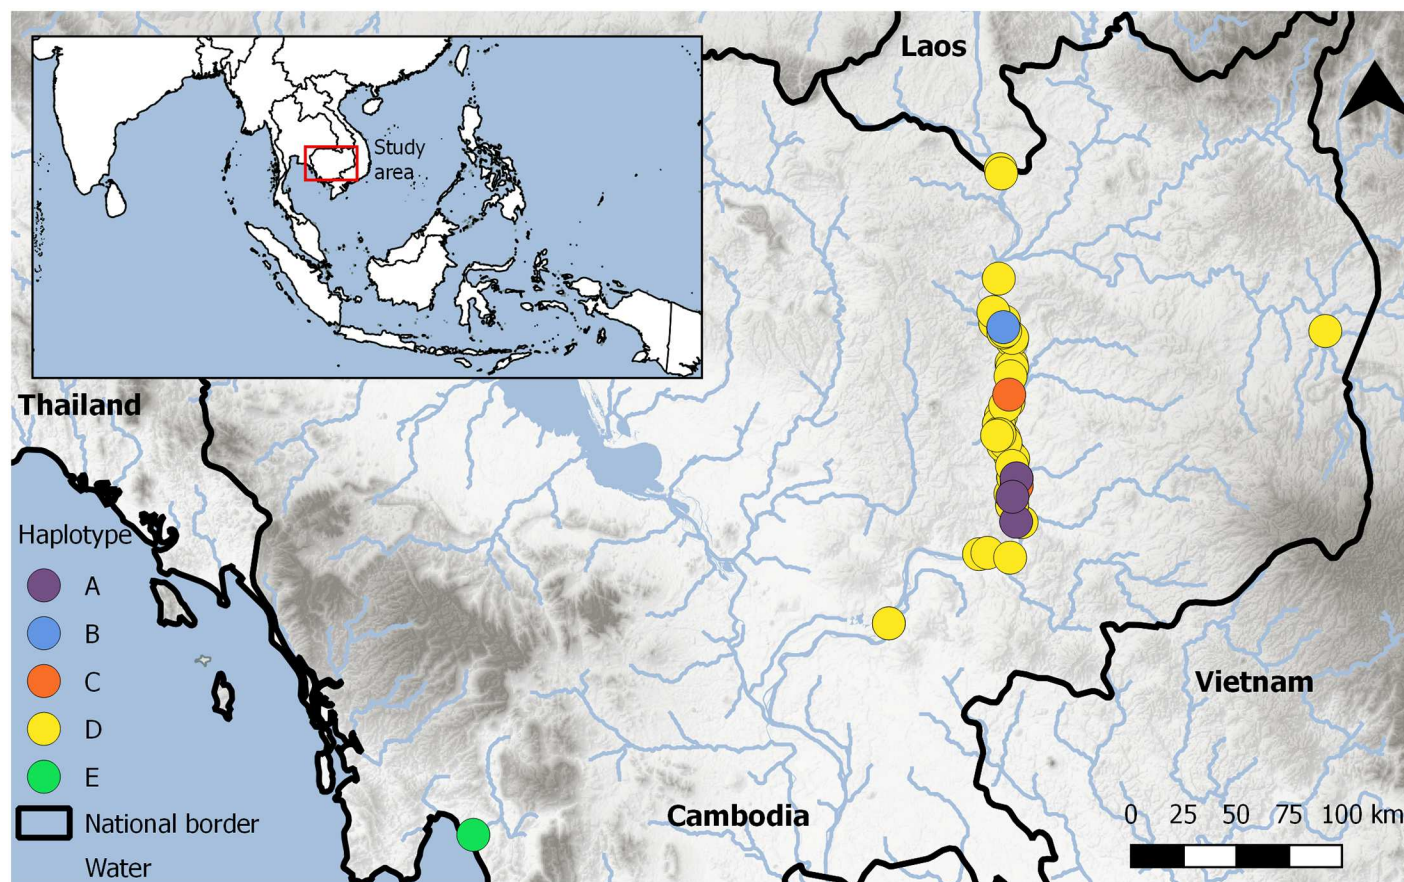 Laos
Study
area
Thailand
Haplotype
A
B
C
D
E
National border
Water
Cambodia
Vietnam
0 25 50 75 100 km